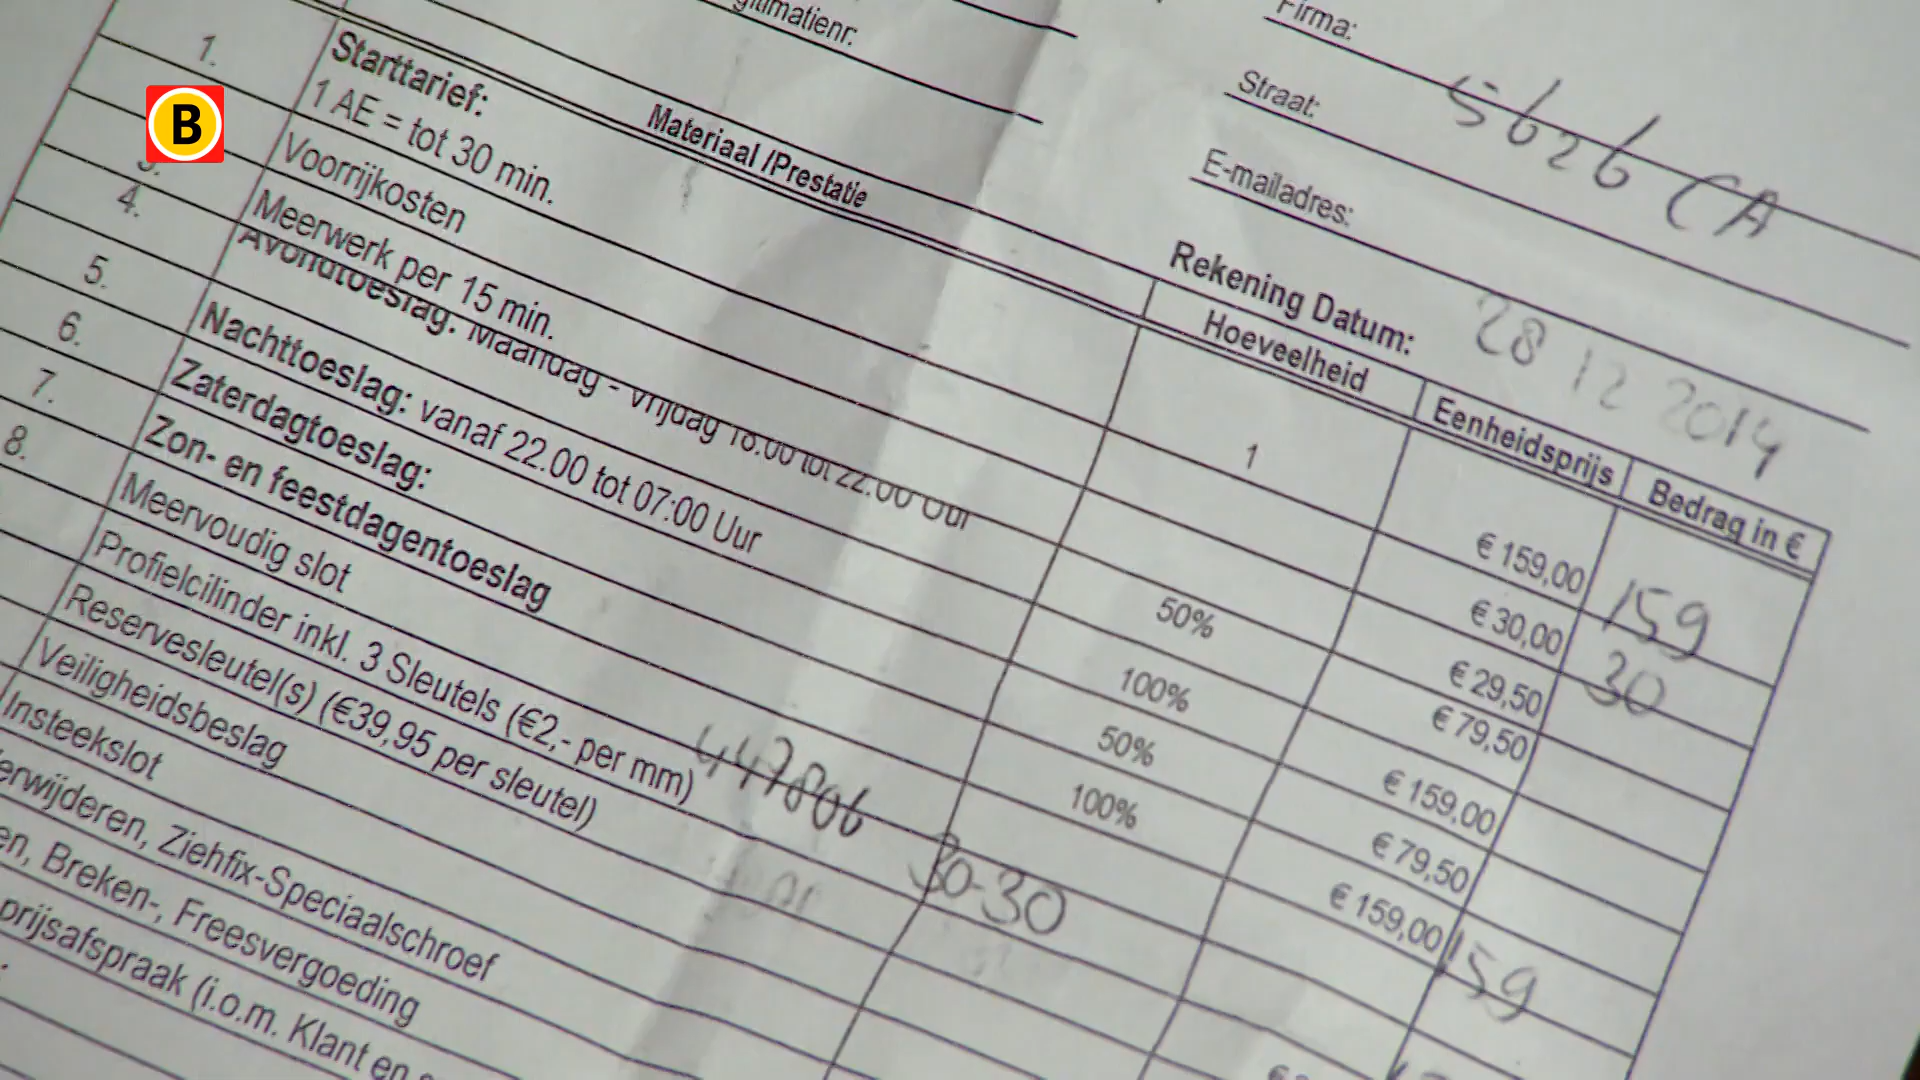 Firma:
gitimatienr:
Straat: 5626 CA
E-mailadres:
Rekening Datum: 28 12 2014
Materiaal /Prestatie Hoeveelheid Eenheidsprijs Bedrag in €
1. Starttarief:
1 AE = tot 30 min. 1 € 159,00 159
B
Voorrijkosten € 30,00 30
3. Meerwerk per 15 min. € 29,50
4. Avondtoeslag: Maandag - Vrijdag 18.00 tot 22.00 Uur 50% € 79,50
5. Nachttoeslag: vanaf 22.00 tot 07:00 Uur 100% € 159,00
6. Zaterdagtoeslag: 50% € 79,50
7. Zon- en feestdagentoeslag 100% € 159,00 159
8. Meervoudig slot
Profielcilinder inkl. 3 Sleutels (€2,- per mm) 447806 30-30
Reservesleutel(s) (€39,95 per sleutel)
Veiligheidsbeslag
Insteekslot
erwijderen, Ziehfix-Speciaalschroef
en, Breken-, Freesvergoeding
prijsafspraak (i.o.m. Klant en